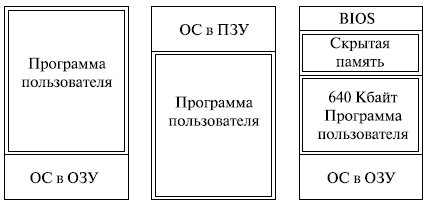 Программа
пользователя
ОС в ОЗУ
ОС в ПЗУ
Программа
пользователя
BIOS
Скрытая
память
640 Кбайт
Программа
пользователя
ОС в ОЗУ